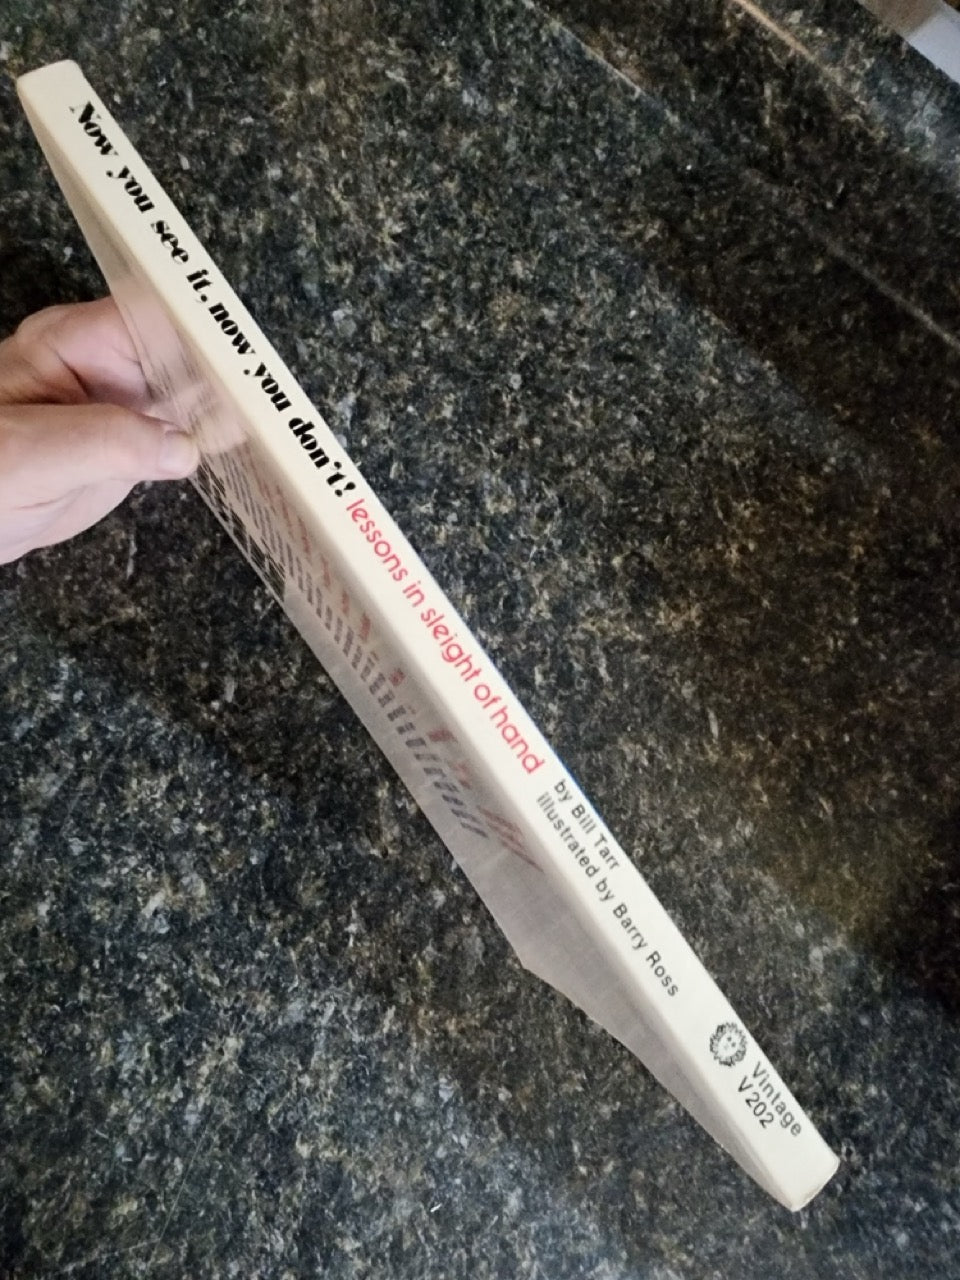 Now you see it, now you don't! lessons in sleight of hand
by Bill Tarr
illustrated by Barry Ross
Vintage
V202